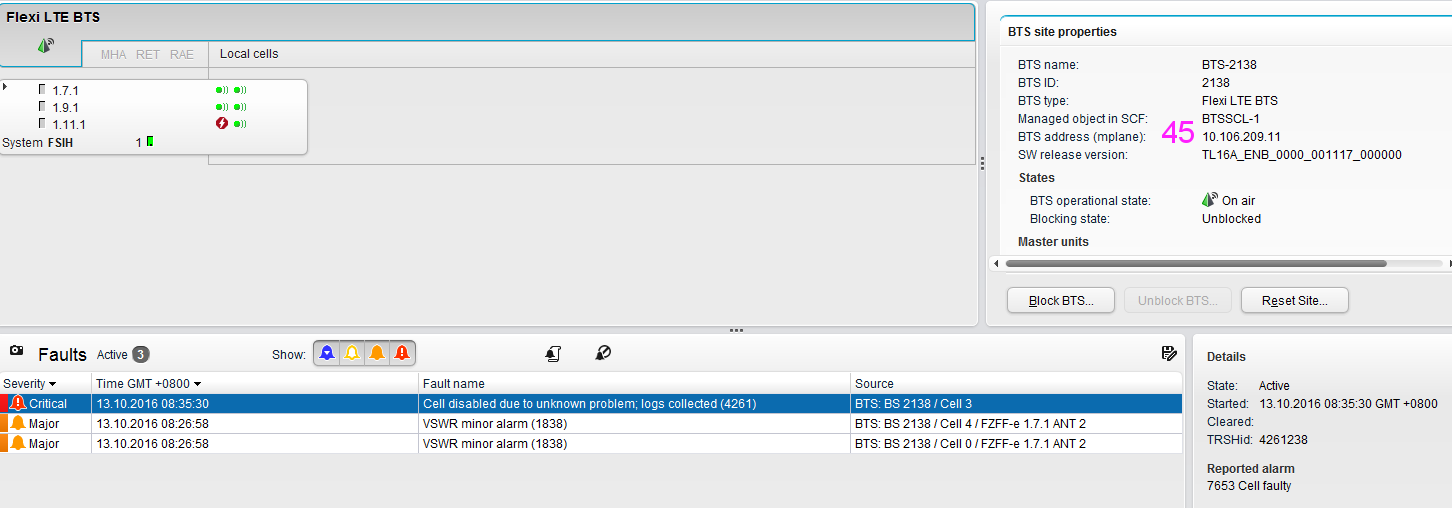 Flexi LTE BTS
MHA RET RAE Local cells
1.7.1
1.9.1
1.11.1
System FSIH 1
BTS site properties
BTS name: BTS-2138
BTS ID: 2138
BTS type: Flexi LTE BTS
Managed object in SCF: BTSSCL-1
BTS address (mplane): 45 10.106.209.11
SW release version: TL16A_ENB_0000_001117_000000
States
BTS operational state: On air
Blocking state: Unblocked
Master units
Block BTS... Unblock BTS... Reset Site...
Faults Active 3 Show:
Severity Time GMT +0800 Fault name Source
Critical 13.10.2016 08:35:30 Cell disabled due to unknown problem; logs collected (4261) BTS: BS 2138 / Cell 3
Major 13.10.2016 08:26:58 VSWR minor alarm (1838) BTS: BS 2138 / Cell 4 / FZFF-e 1.7.1 ANT 2
Major 13.10.2016 08:26:58 VSWR minor alarm (1838) BTS: BS 2138 / Cell 0 / FZFF-e 1.7.1 ANT 2
Details
State: Active
Started: 13.10.2016 08:35:30 GMT +0800
Cleared:
TRSHid: 4261238
Reported alarm
7653 Cell faulty